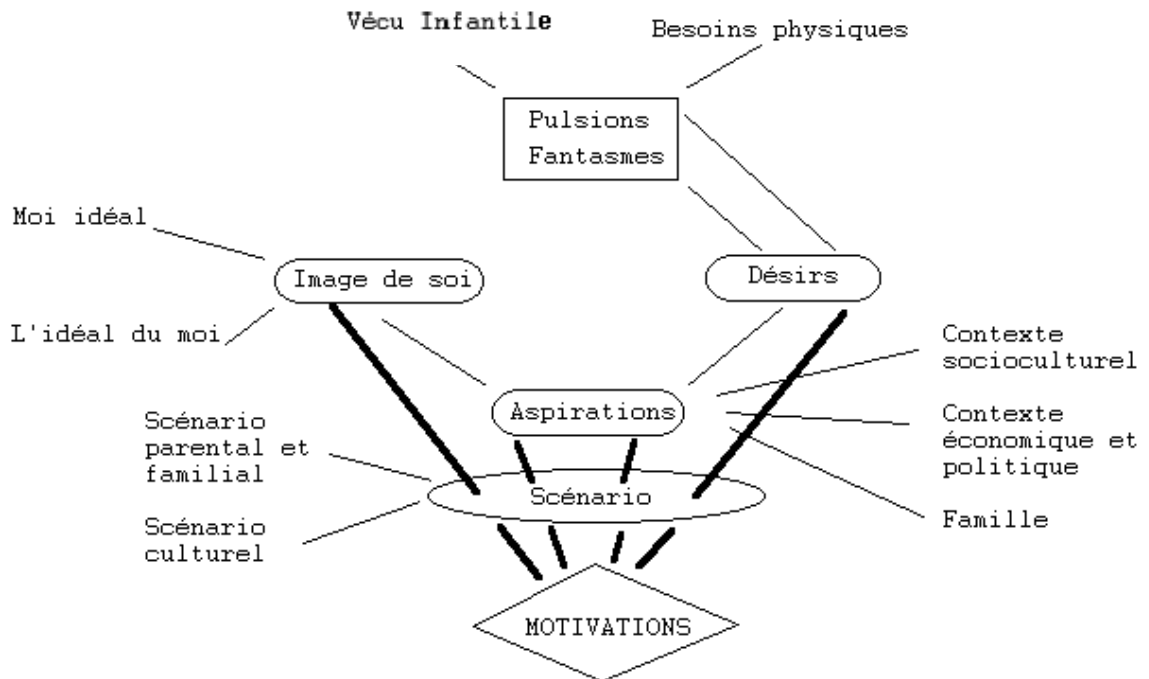 Vécu Infantile
Besoins physiques
Pulsions
Fantasmes
Moi idéal
Image de soi
Désirs
L'idéal du moi
Contexte
socioculturel
Aspirations
Scénario
parental et
familial
Contexte
économique et
politique
Scénario
Scénario
culturel
Famille
MOTIVATIONS